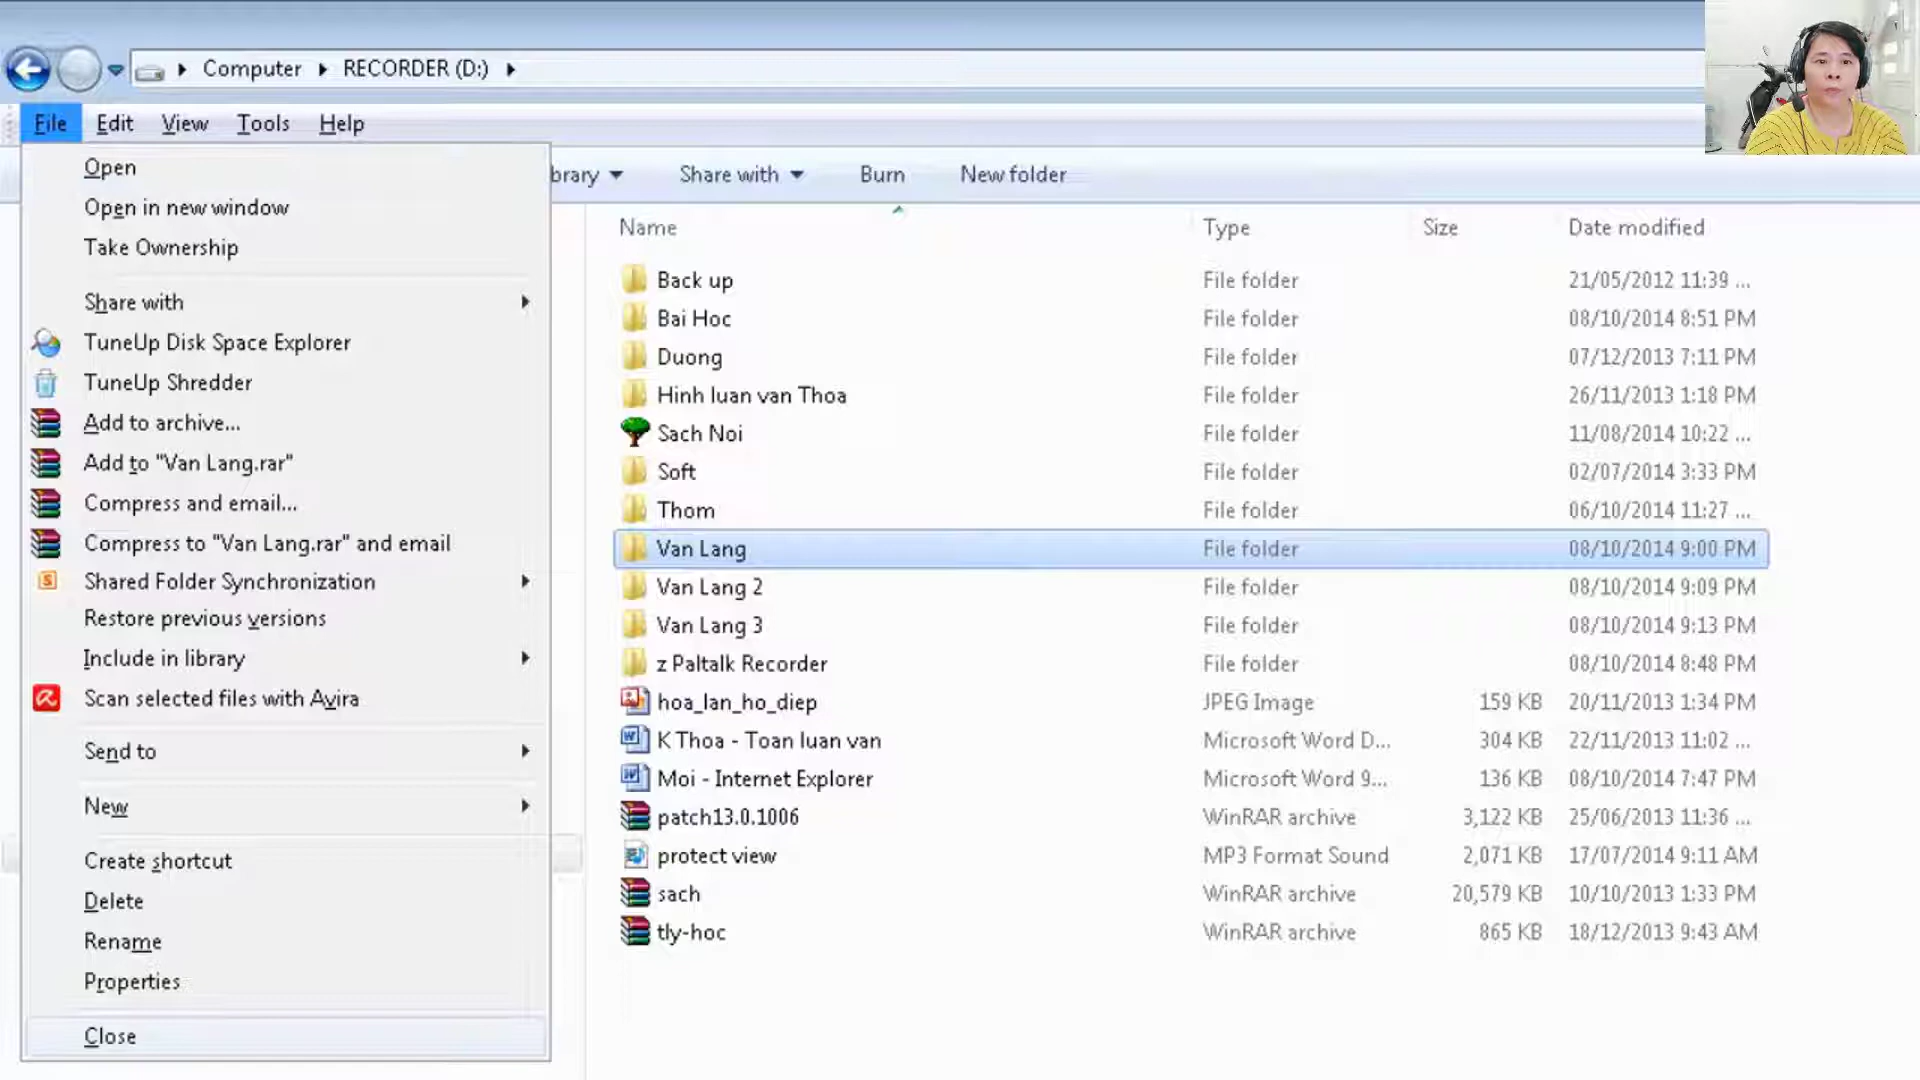 Computer RECORDER (D:)
File Edit View Tools Help
brary Share with Burn New folder
Open
Open in new window
Take Ownership
Share with
TuneUp Disk Space Explorer
TuneUp Shredder
Add to archive...
Add to "Van Lang.rar"
Compress and email...
Compress to "Van Lang.rar" and email
Shared Folder Synchronization
Restore previous versions
Include in library
Scan selected files with Avira
Send to
New
Create shortcut
Delete
Rename
Properties
Close
Name Type Size Date modified
Back up File folder 21/05/2012 11:39 ...
Bai Hoc File folder 08/10/2014 8:51 PM
Duong File folder 07/12/2013 7:11 PM
Hinh luan van Thoa File folder 26/11/2013 1:18 PM
Sach Noi File folder 11/08/2014 10:22 ...
Soft File folder 02/07/2014 3:33 PM
Thom File folder 06/10/2014 11:27 ...
Van Lang File folder 08/10/2014 9:00 PM
Van Lang 2 File folder 08/10/2014 9:09 PM
Van Lang 3 File folder 08/10/2014 9:13 PM
z Paltalk Recorder File folder 08/10/2014 8:48 PM
hoa_lan_ho_diep JPEG Image 159 KB 20/11/2013 1:34 PM
K Thoa - Toan luan van Microsoft Word D... 304 KB 22/11/2013 11:02 ...
Moi - Internet Explorer Microsoft Word 9... 136 KB 08/10/2014 7:47 PM
patch13.0.1006 WinRAR archive 3,122 KB 25/06/2013 11:36 ...
protect view MP3 Format Sound 2,071 KB 17/07/2014 9:11 AM
sach WinRAR archive 20,579 KB 10/10/2013 1:33 PM
tly-hoc WinRAR archive 865 KB 18/12/2013 9:43 AM